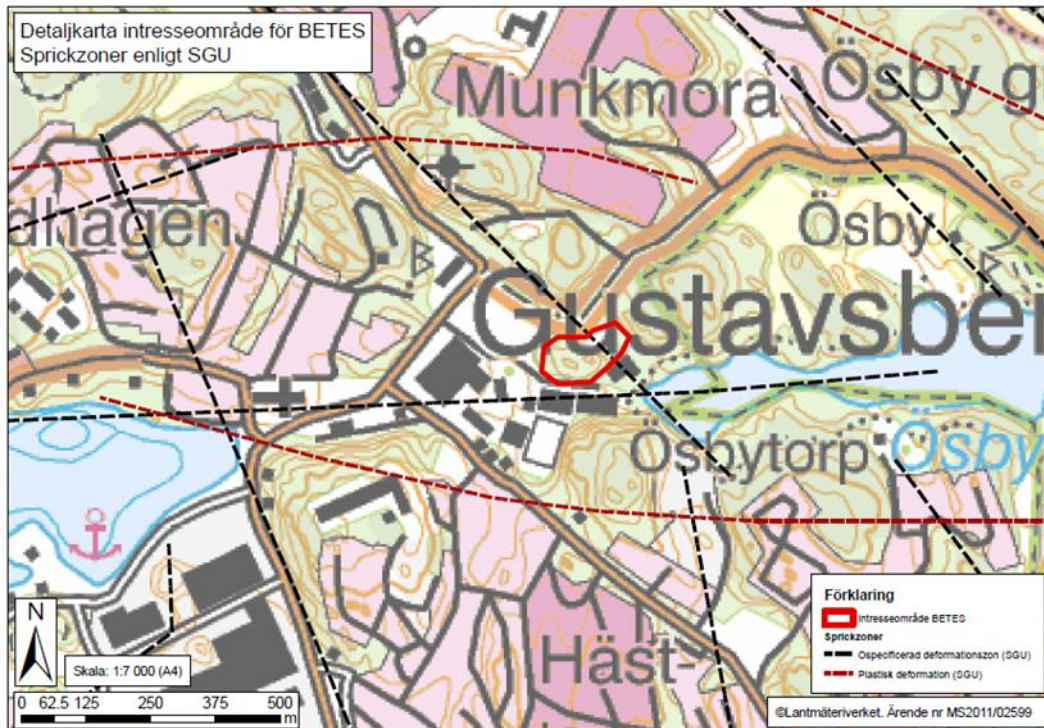 Detaljkarta intresseområde för BETES
Sprickzoner enligt SGU
Munkmora
Ösby g
dhagen
Ösby
Gustavsber
Ösbytorp
Ösby
Häst-
N
Skala: 1:7 000 (A4)
0 62.5 125 250 375 500
m
Förklaring
Intresseområde BETES
Sprickzoner
Ospecificerad deformationszon (SGU)
Plastisk deformation (SGU)
©Lantmäteriverket. Ärende nr MS2011/02599